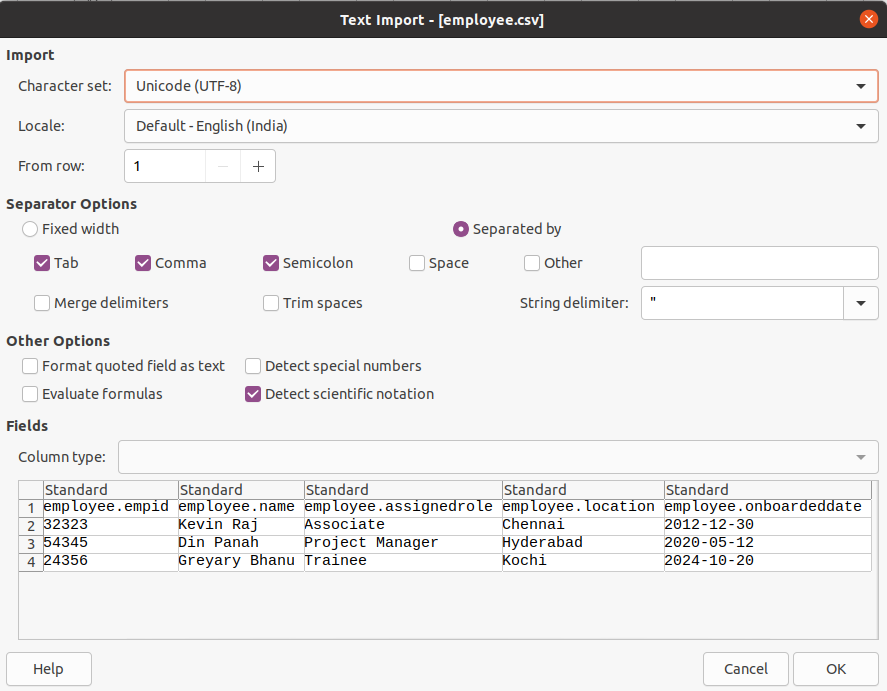 Text Import - [employee.csv]
Import
Character set: Unicode (UTF-8)
Locale: Default - English (India)
From row: 1 − +
Separator Options
Fixed width Separated by
Tab Comma Semicolon Space Other
Merge delimiters Trim spaces String delimiter: "
Other Options
Format quoted field as text Detect special numbers
Evaluate formulas Detect scientific notation
Fields
Column type:
Standard Standard Standard Standard Standard
1 employee.empid employee.name employee.assignedrole employee.location employee.onboardeddate
2 32323 Kevin Raj Associate Chennai 2012-12-30
3 54345 Din Panah Project Manager Hyderabad 2020-05-12
4 24356 Greyary Bhanu Trainee Kochi 2024-10-20
Help Cancel OK